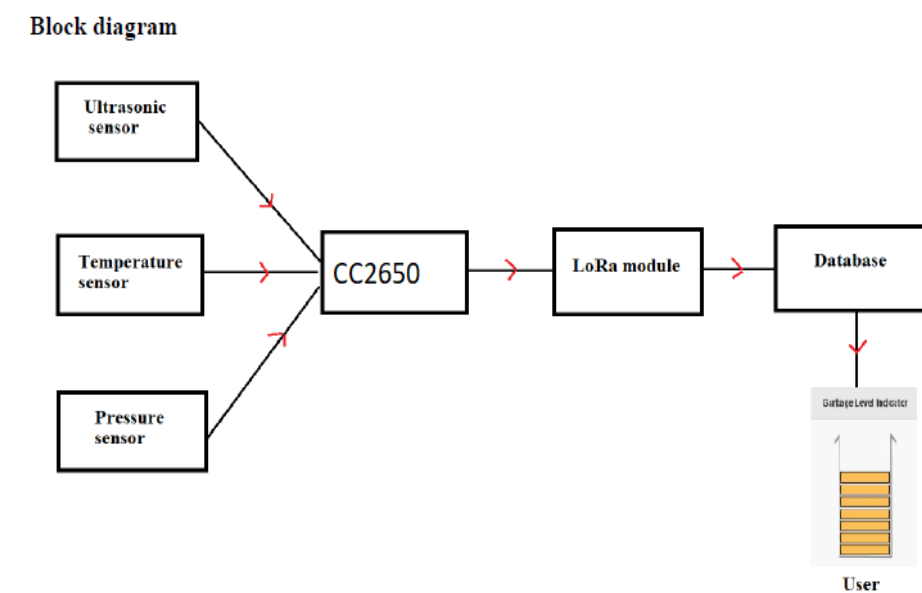 Block diagram
Ultrasonic
sensor
Temperature
sensor
Pressure
sensor
CC2650
LoRa module
Database
Garbage Level Indicator
User